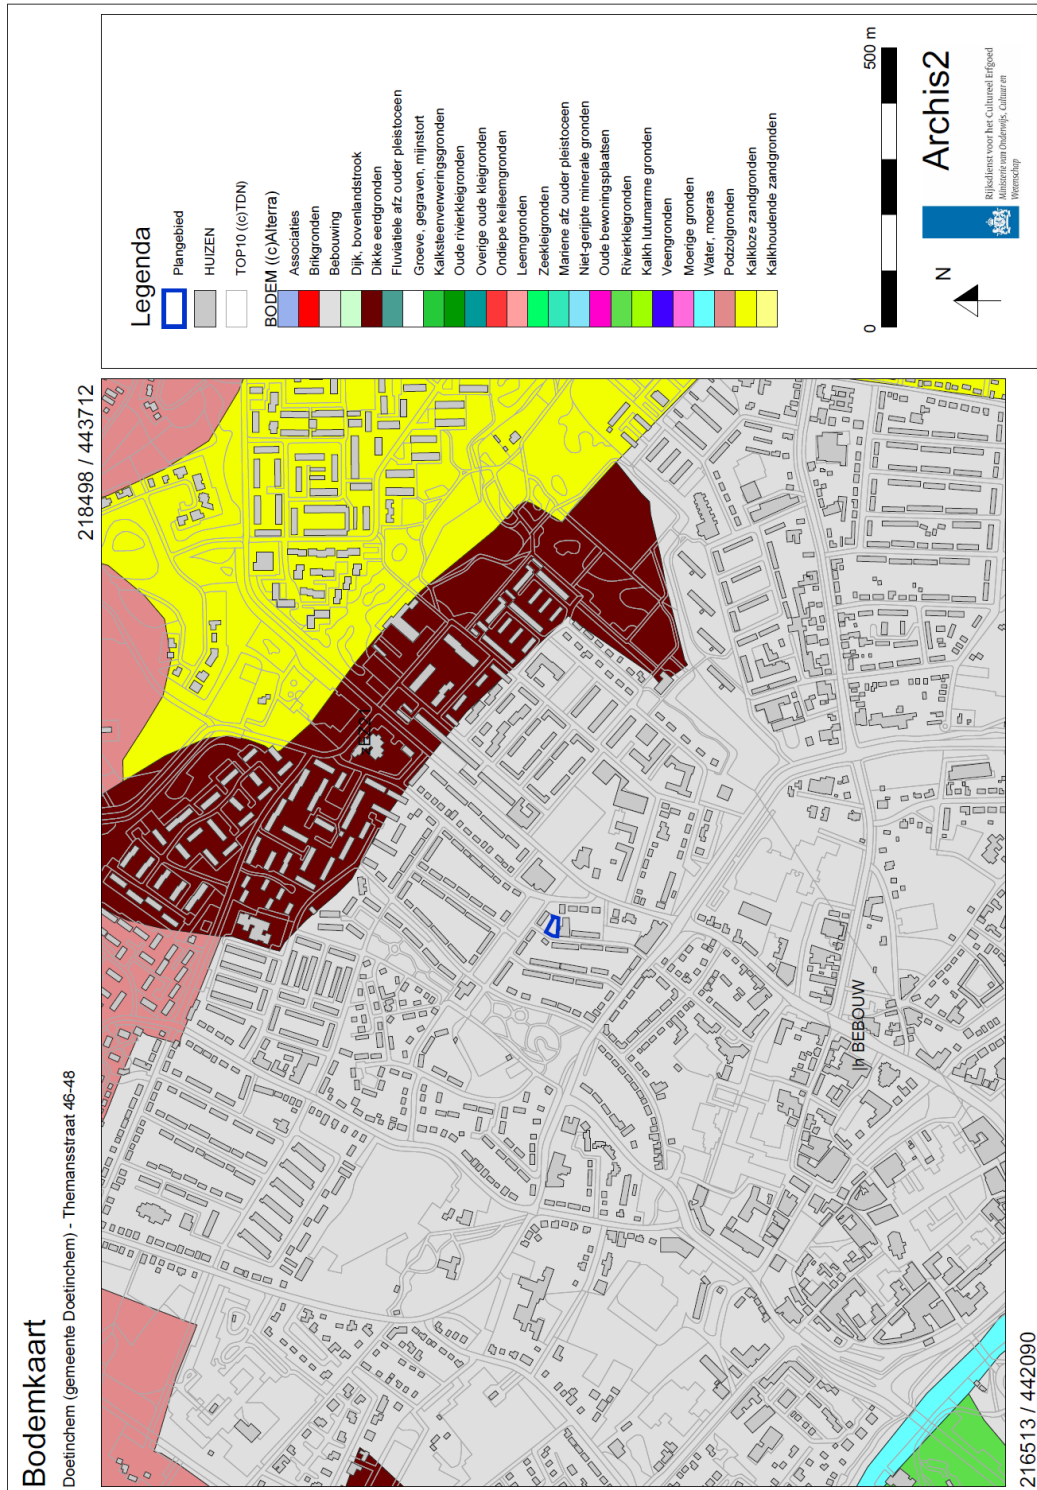 Bodemkaart
Doetinchem (gemeente Doetinchem) - Themansstraat 46-48
218498 / 443712
h BEBOUW
216513 / 442090
Legenda
Plangebied
HUIZEN
TOP10 ((c)TDN)
BODEM ((c)Alterra)
Associaties
Brikgronden
Bebouwing
Dijk, bovenlandstrook
Dikke eerdgronden
Fluviatiele afz ouder pleistoceen
Groeve, gegraven, mijnstort
Kalksteenverweringsgronden
Oude rivierkleigronden
Overige oude kleigronden
Ondiepe keileemgronden
Leemgronden
Zeekleigronden
Mariene afz ouder pleistoceen
Niet-gerijpte minerale gronden
Oude bewoningsplaatsen
Rivierkleigronden
Kalkh lutumarme gronden
Veengronden
Moerige gronden
Water, moeras
Podzolgronden
Kalkloze zandgronden
Kalkhoudende zandgronden
0
500 m
N
Archis2
Rijksdienst voor het Cultureel Erfgoed
Ministerie van Onderwijs, Cultuur en
Wetenschap